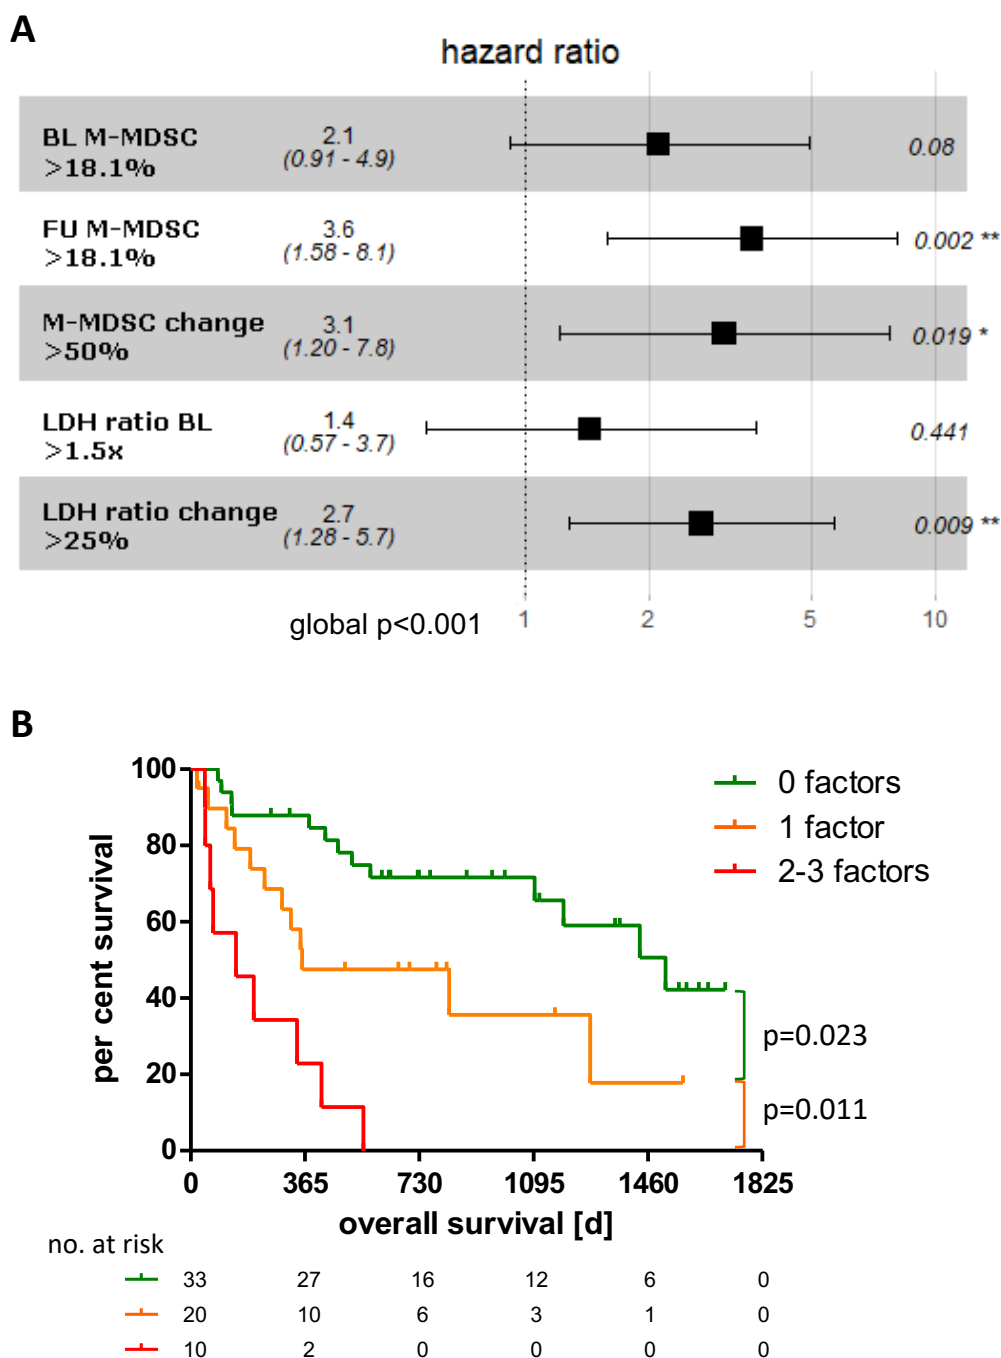 A
hazard ratio
BL M-MDSC
>18.1%
2.1
(0.91 - 4.9)
0.08
FU M-MDSC
>18.1%
3.6
(1.58 - 8.1)
0.002 **
M-MDSC change
>50%
3.1
(1.20 - 7.8)
0.019 *
LDH ratio BL
>1.5x
1.4
(0.57 - 3.7)
0.441
LDH ratio change
>25%
2.7
(1.28 - 5.7)
0.009 **
global p<0.001
1 2 5 10
B
per cent survival
100
80
60
40
20
0
0 factors
1 factor
2-3 factors
p=0.023
p=0.011
0 365 730 1095 1460 1825
overall survival [d]
no. at risk
33 27 16 12 6 0
20 10 6 3 1 0
10 2 0 0 0 0